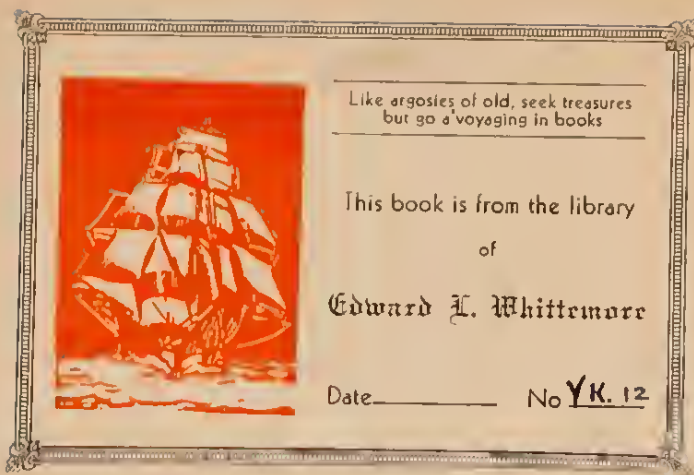 Like argosies of old, seek treasures
but go a'voyaging in books
This book is from the library
of
Edward L. Whittemore
Date________ No YK. 12